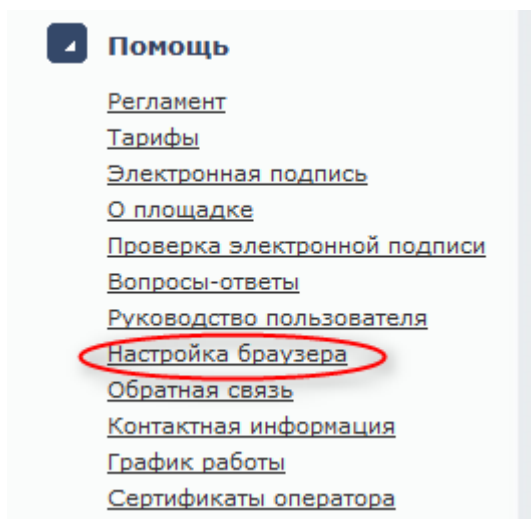 Помощь
Регламент
Тарифы
Электронная подпись
О площадке
Проверка электронной подписи
Вопросы-ответы
Руководство пользователя
Настройка браузера
Обратная связь
Контактная информация
График работы
Сертификаты оператора